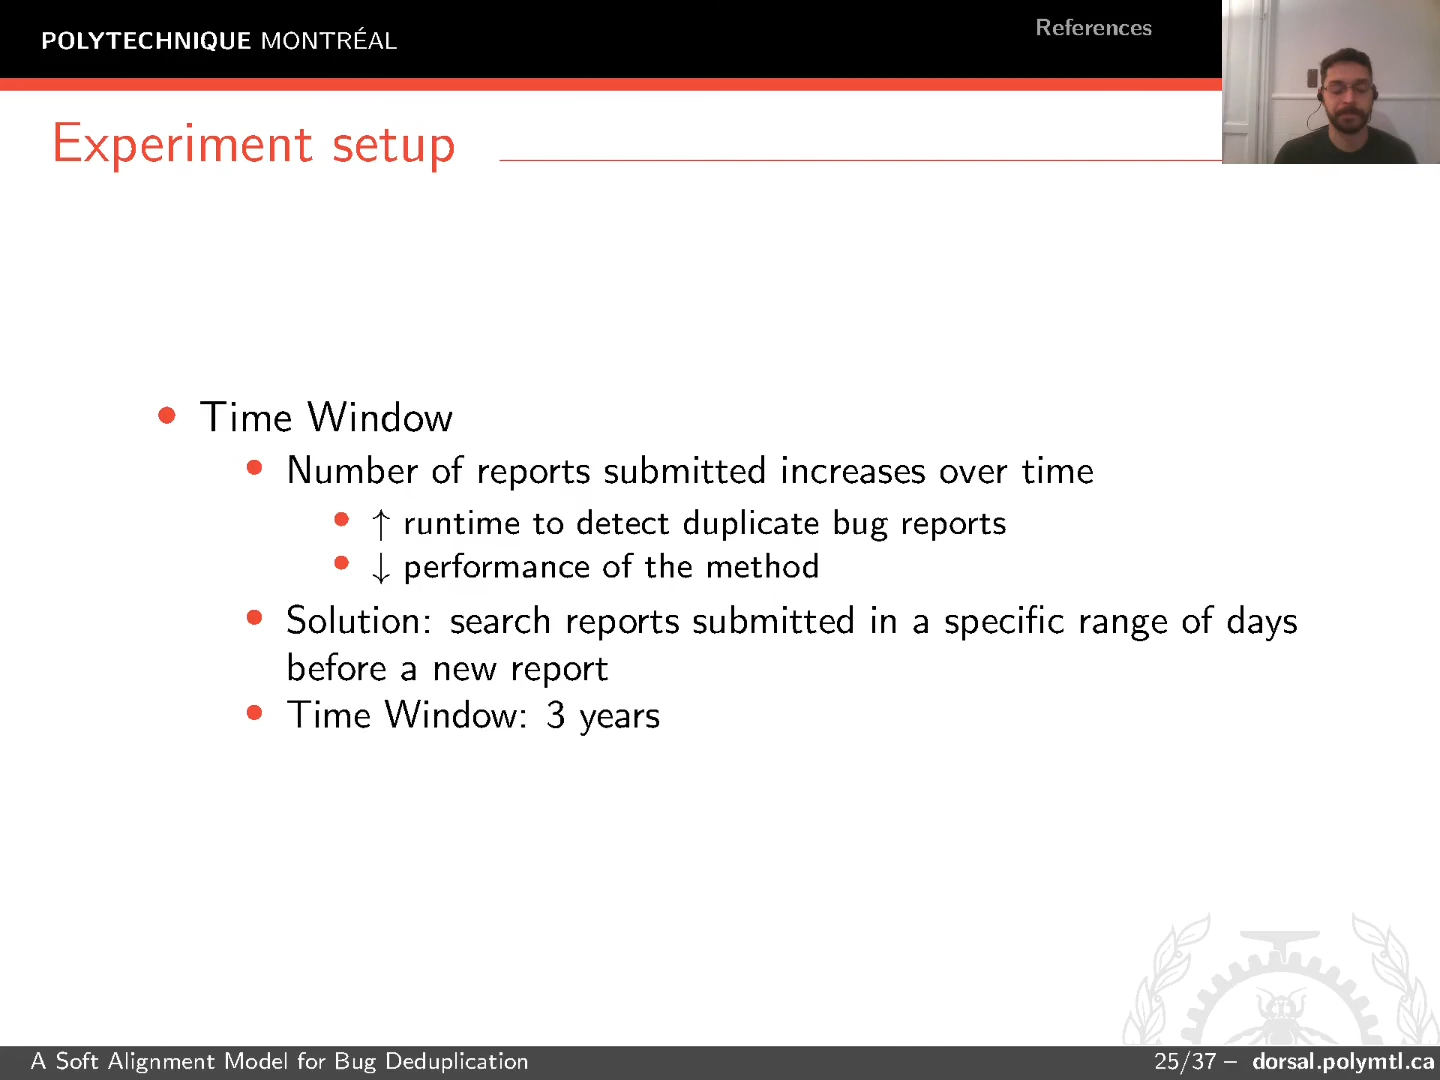 POLYTECHNIQUE MONTRÉAL
References
Experiment setup
Time Window
Number of reports submitted increases over time
↑ runtime to detect duplicate bug reports
↓ performance of the method
Solution: search reports submitted in a specific range of days
before a new report
Time Window: 3 years
A Soft Alignment Model for Bug Deduplication
25/37 – dorsal.polymtl.ca